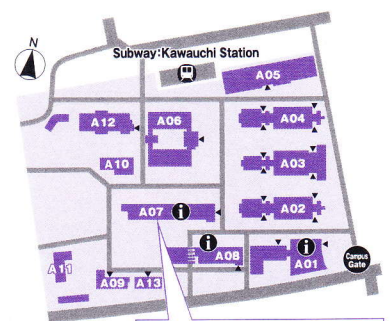 N
Subway:Kawauchi Station
A05
A12
A06
A04
A10
A03
A07
i
A02
i
A08
i
A01
Campus
Gate
A11
A09
A13